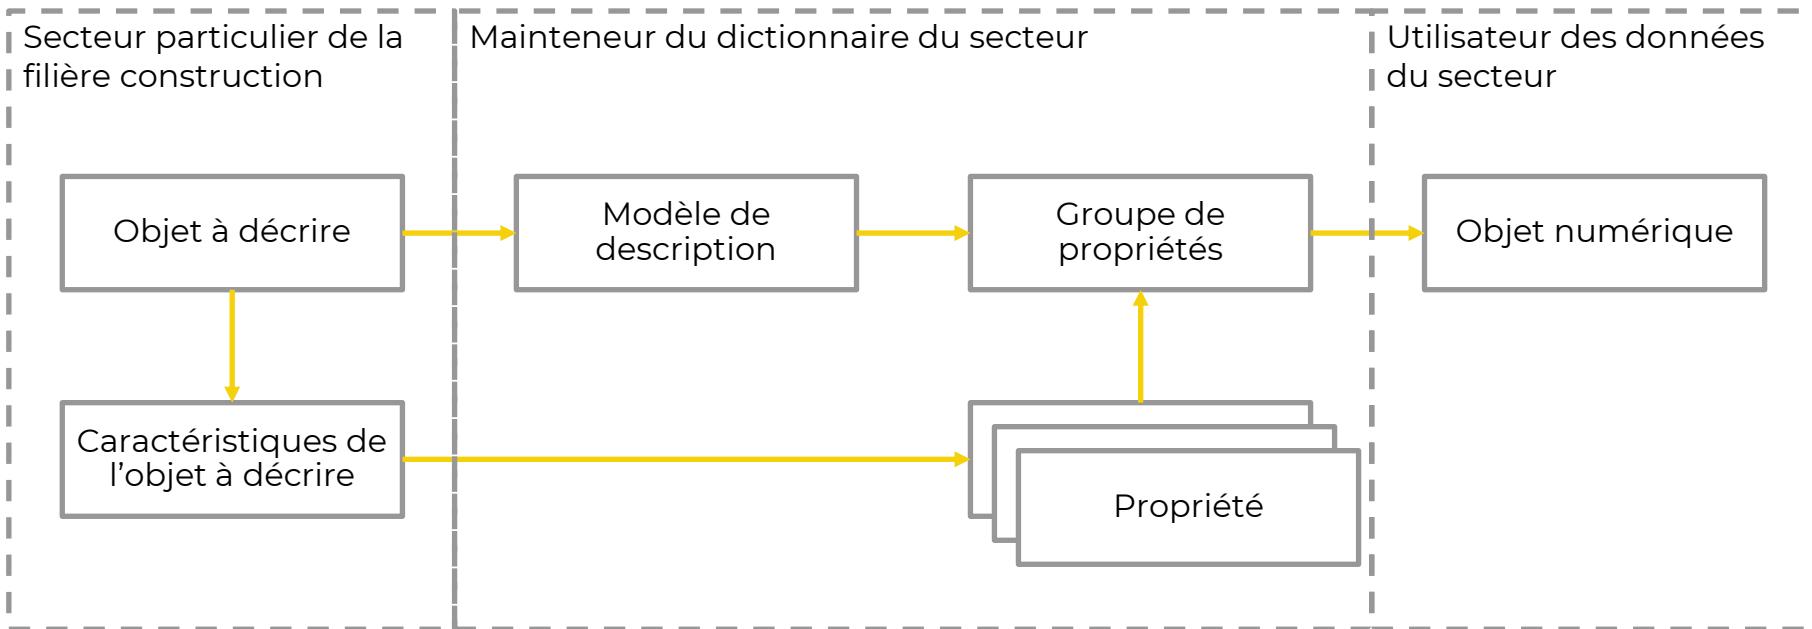 Secteur particulier de la
filière construction
Mainteneur du dictionnaire du secteur
Utilisateur des données
du secteur
Objet à décrire
Modèle de
description
Groupe de
propriétés
Objet numérique
Caractéristiques de
l’objet à décrire
Propriété